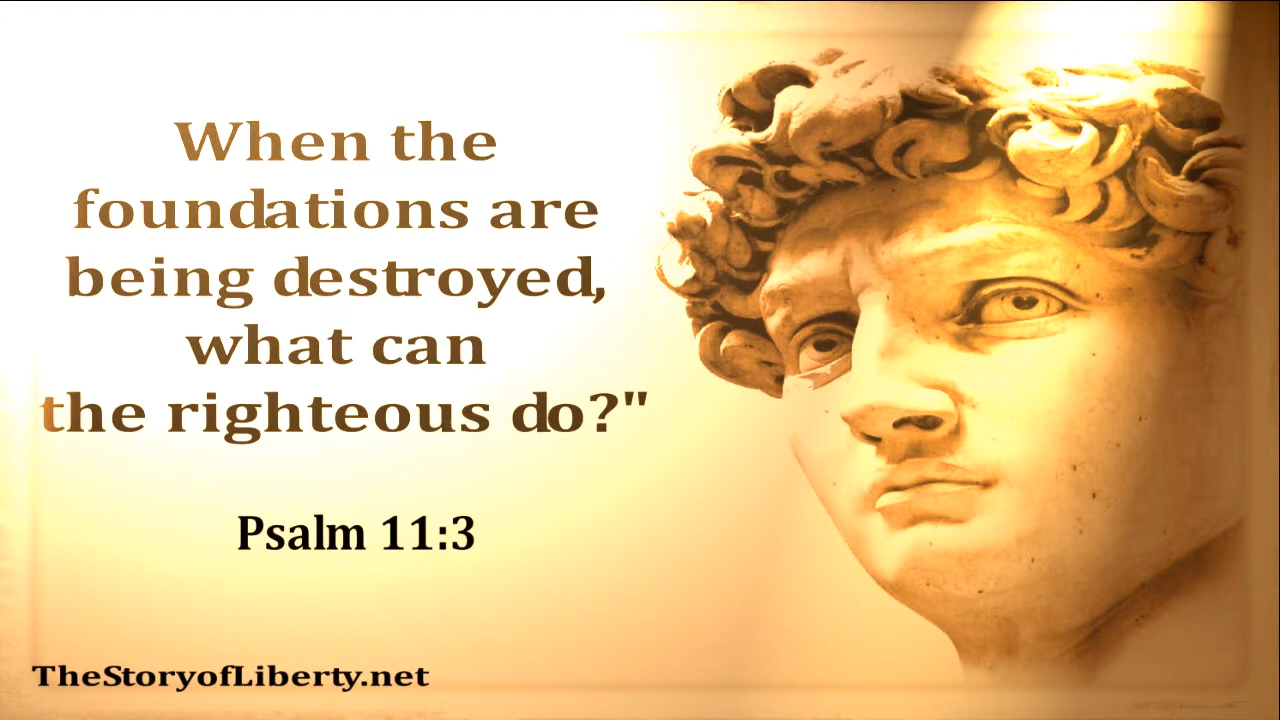 When the
foundations are
being destroyed,
what can
the righteous do?"
Psalm 11:3
TheStoryofLiberty.net